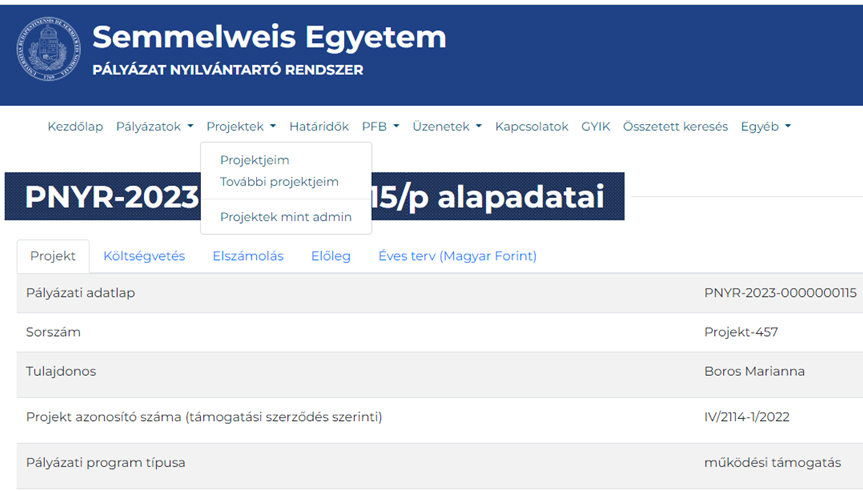 Semmelweis Egyetem
PÁLYÁZAT NYILVÁNTARTÓ RENDSZER
Kezdőlap Pályázatok Projektek Határidők PFB Üzenetek Kapcsolatok GYIK Összetett keresés Egyéb
Projektjeim
További projektjeim
Projektek mint admin
PNYR-2023 15/p alapadatai
Projekt Költségvetés Elszámolás Előleg Éves terv (Magyar Forint)
Pályázati adatlap PNYR-2023-0000000115
Sorszám Projekt-457
Tulajdonos Boros Marianna
Projekt azonosító száma (támogatási szerződés szerinti) IV/2114-1/2022
Pályázati program típusa működési támogatás